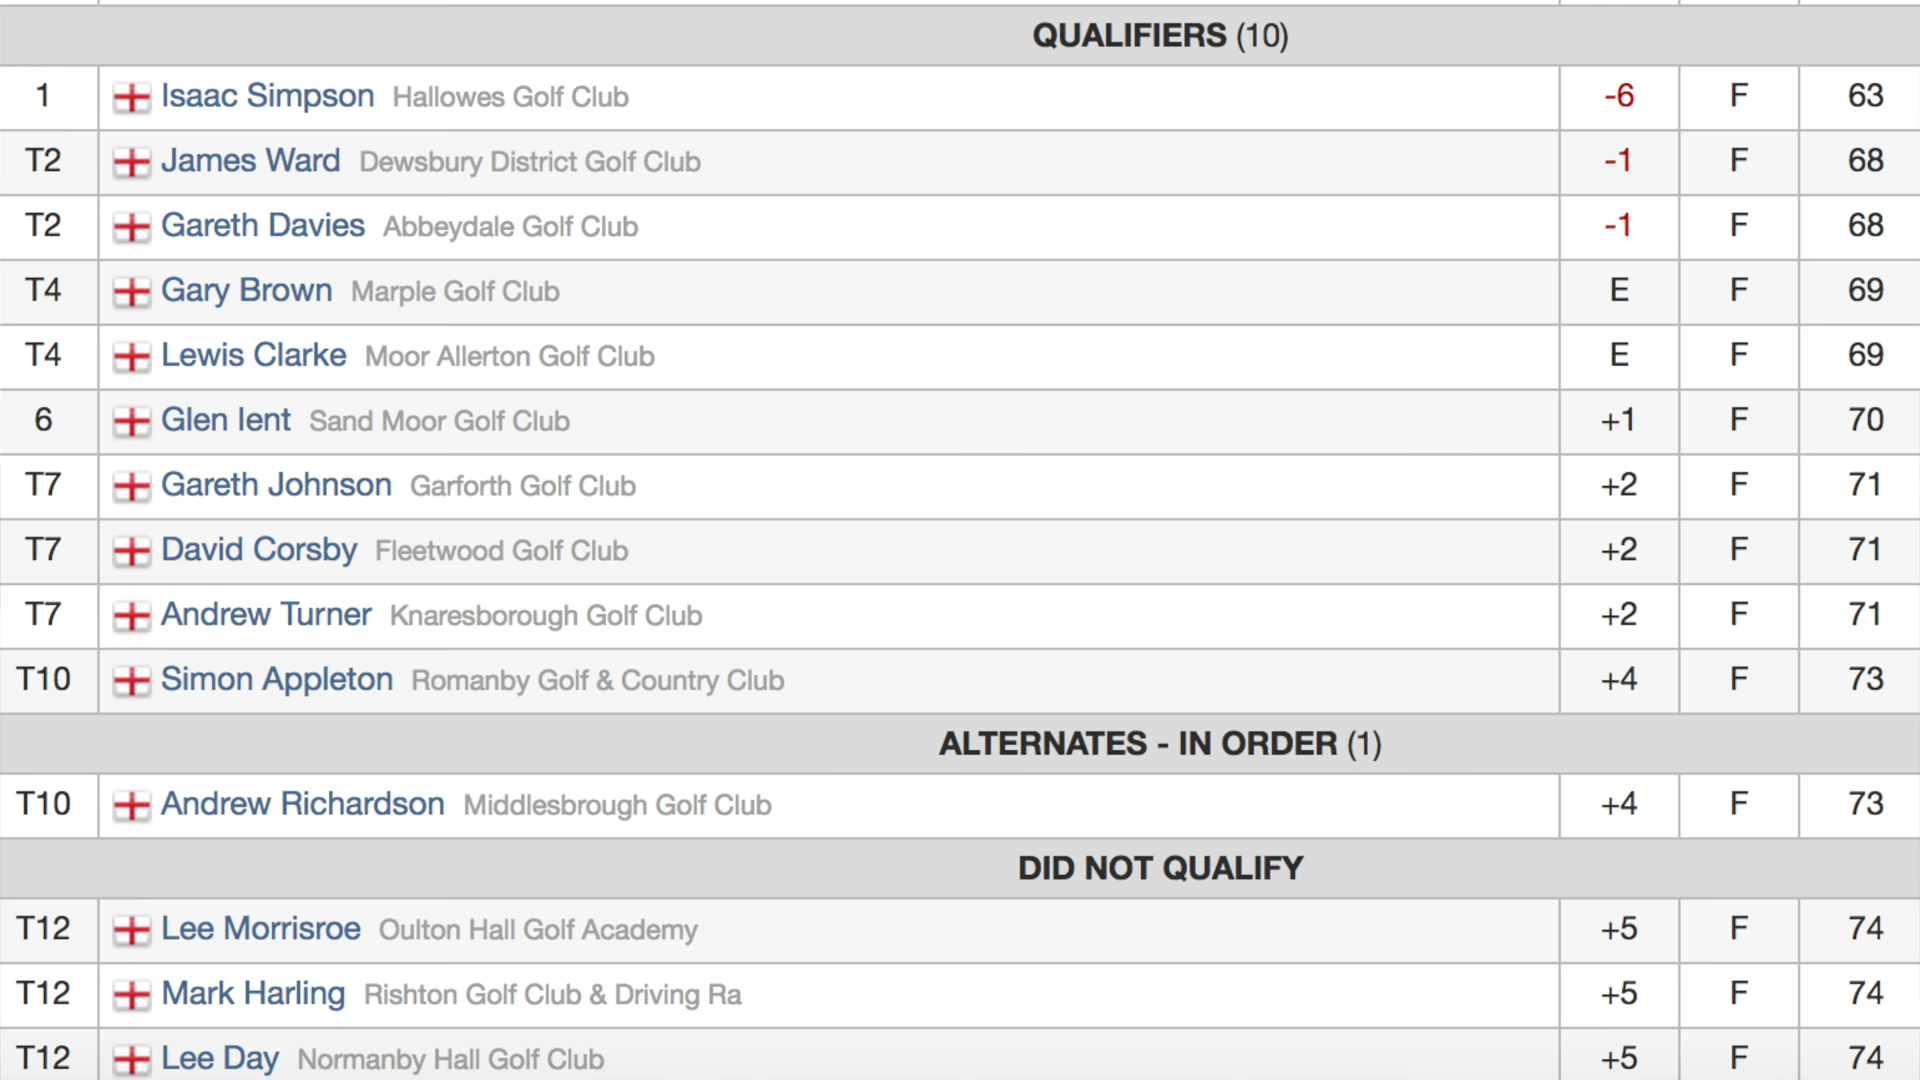 QUALIFIERS (10)
1 Isaac Simpson Hallowes Golf Club -6 F 63
T2 James Ward Dewsbury District Golf Club -1 F 68
T2 Gareth Davies Abbeydale Golf Club -1 F 68
T4 Gary Brown Marple Golf Club E F 69
T4 Lewis Clarke Moor Allerton Golf Club E F 69
6 Glen Ient Sand Moor Golf Club +1 F 70
T7 Gareth Johnson Garforth Golf Club +2 F 71
T7 David Corsby Fleetwood Golf Club +2 F 71
T7 Andrew Turner Knaresborough Golf Club +2 F 71
T10 Simon Appleton Romanby Golf & Country Club +4 F 73
ALTERNATES - IN ORDER (1)
T10 Andrew Richardson Middlesbrough Golf Club +4 F 73
DID NOT QUALIFY
T12 Lee Morrisroe Oulton Hall Golf Academy +5 F 74
T12 Mark Harling Rishton Golf Club & Driving Ra +5 F 74
T12 Lee Day Normanby Hall Golf Club +5 F 74